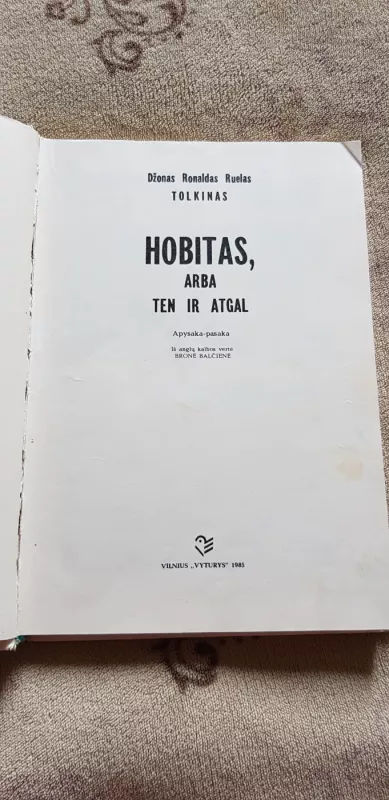 Džonas Ronaldas Ruelas
TOLKINAS
HOBITAS,
ARBA
TEN IR ATGAL
Apysaka-pasaka
Iš anglų kalbos vertė
BRONĖ BALČIENĖ
VILNIUS „VYTURYS" 1985